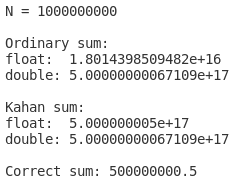 N = 1000000000
Ordinary sum:
float:  1.8014398509482e+16
double: 5.00000000067109e+17
Kahan sum:
float:  5.000000005e+17
double: 5.00000000067109e+17
Correct sum: 500000000.5